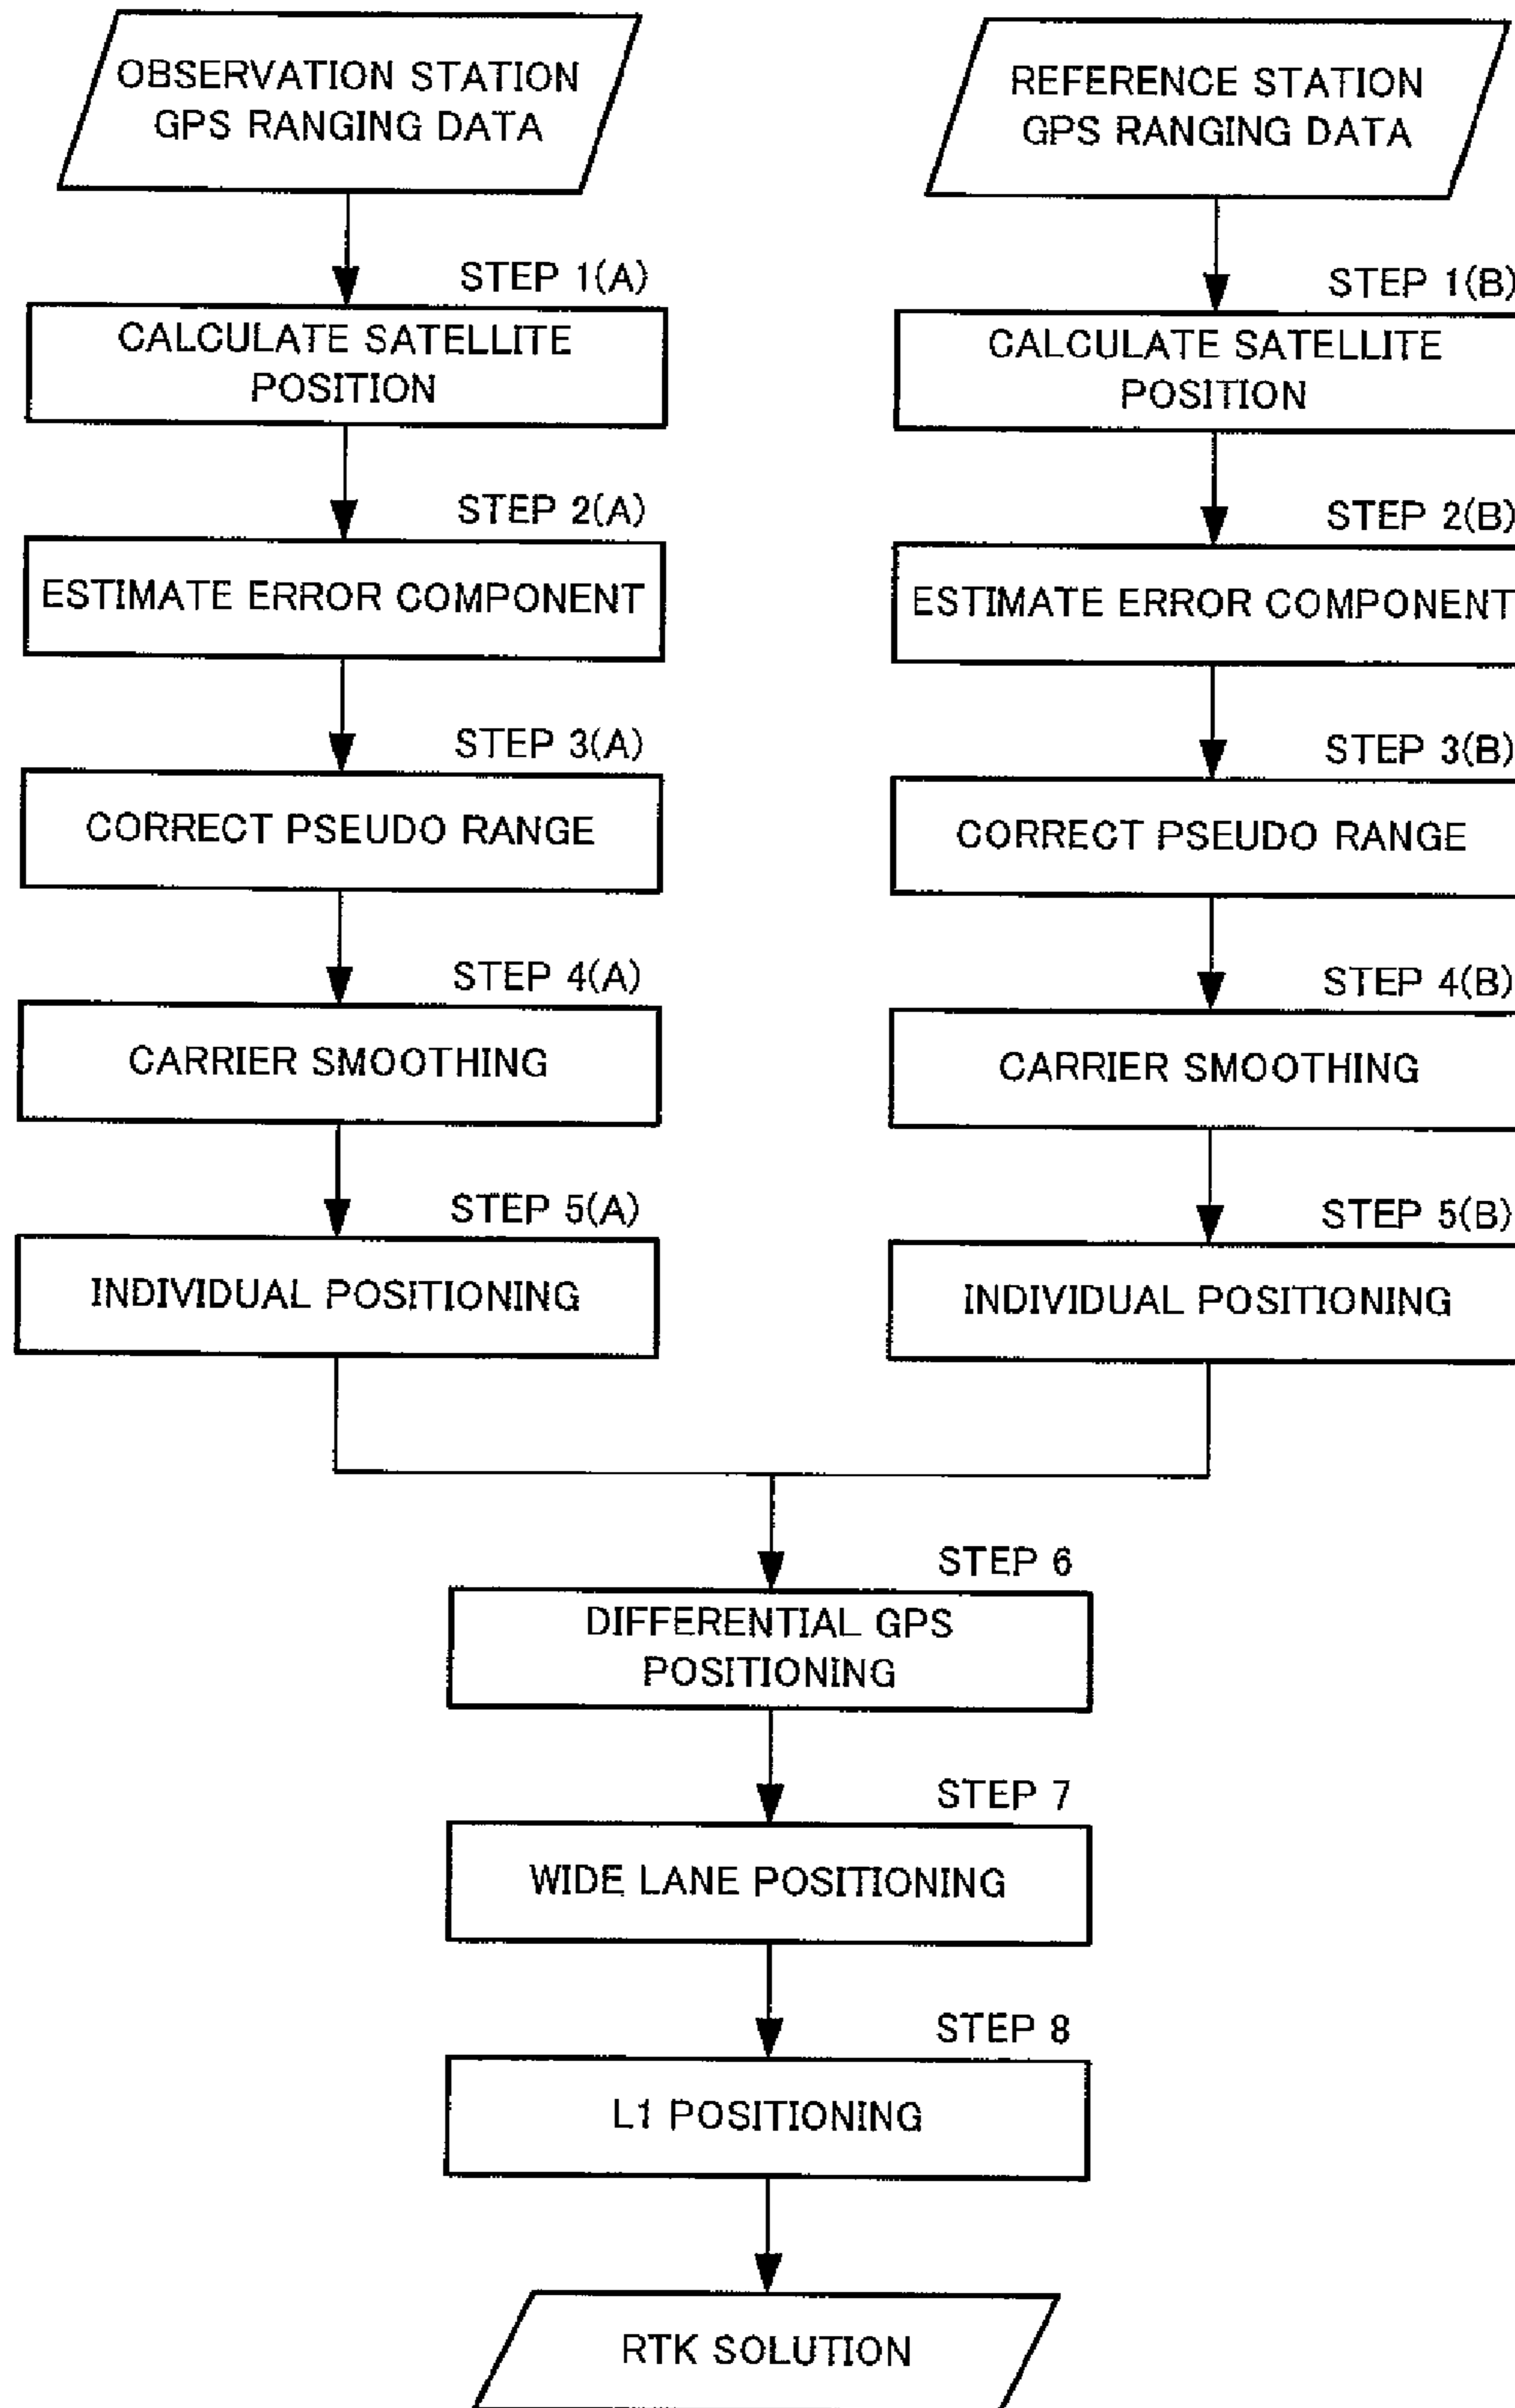 OBSERVATION STATION
GPS RANGING DATA
REFERENCE STATION
GPS RANGING DATA
STEP 1(A)
CALCULATE SATELLITE
POSITION
STEP 1(B)
CALCULATE SATELLITE
POSITION
STEP 2(A)
ESTIMATE ERROR COMPONENT
STEP 2(B)
ESTIMATE ERROR COMPONENT
STEP 3(A)
CORRECT PSEUDO RANGE
STEP 3(B)
CORRECT PSEUDO RANGE
STEP 4(A)
CARRIER SMOOTHING
STEP 4(B)
CARRIER SMOOTHING
STEP 5(A)
INDIVIDUAL POSITIONING
STEP 5(B)
INDIVIDUAL POSITIONING
STEP 6
DIFFERENTIAL GPS
POSITIONING
STEP 7
WIDE LANE POSITIONING
STEP 8
L1 POSITIONING
RTK SOLUTION